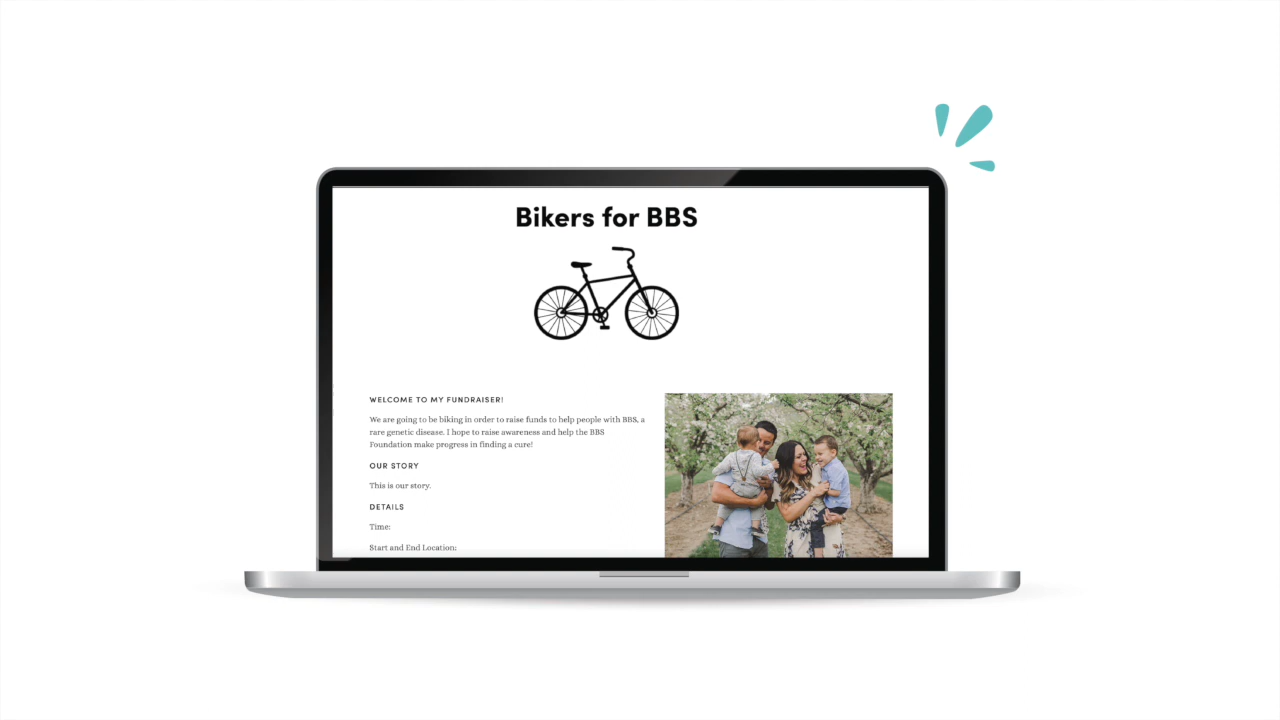 Bikers for BBS
WELCOME TO MY FUNDRAISER!
We are going to be biking in order to raise funds to help people with BBS, a
rare genetic disease. I hope to raise awareness and help the BBS
Foundation make progress in finding a cure!
OUR STORY
This is our story.
DETAILS
Time:
Start and End Location: